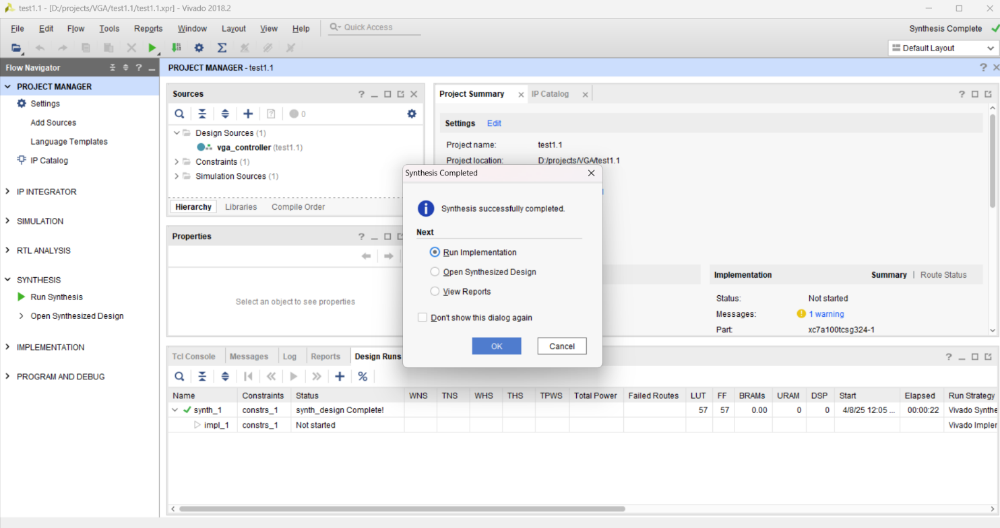 test1.1 - [D:/projects/VGA/test1.1/test1.1.xpr] - Vivado 2018.2
File Edit Flow Tools Reports Window Layout View Help Quick Access Synthesis Complete
Default Layout
Flow Navigator
PROJECT MANAGER - test1.1
PROJECT MANAGER
Settings
Add Sources
Language Templates
IP Catalog
IP INTEGRATOR
SIMULATION
RTL ANALYSIS
SYNTHESIS
Run Synthesis
Open Synthesized Design
IMPLEMENTATION
PROGRAM AND DEBUG
Sources
0
Design Sources (1)
vga_controller (test1.1)
Constraints (1)
Simulation Sources (1)
Hierarchy Libraries Compile Order
Properties
Select an object to see properties
Project Summary IP Catalog
Settings Edit
Project name: test1.1
Project location: D:/projects/VGA/test1.1
Implementation Summary | Route Status
Status: Not started
Messages: 1 warning
Part: xc7a100tcsg324-1
Synthesis Completed
Synthesis successfully completed.
Next
Run Implementation
Open Synthesized Design
View Reports
Don't show this dialog again
OK Cancel
Tcl Console Messages Log Reports Design Runs
Name Constraints Status WNS TNS WHS THS TPWS Total Power Failed Routes LUT FF BRAMs URAM DSP Start Elapsed Run Strategy
synth_1 constrs_1 synth_design Complete! 57 57 0.00 0 0 4/8/25 12:05 ... 00:00:22 Vivado Synthe
impl_1 constrs_1 Not started Vivado Impler